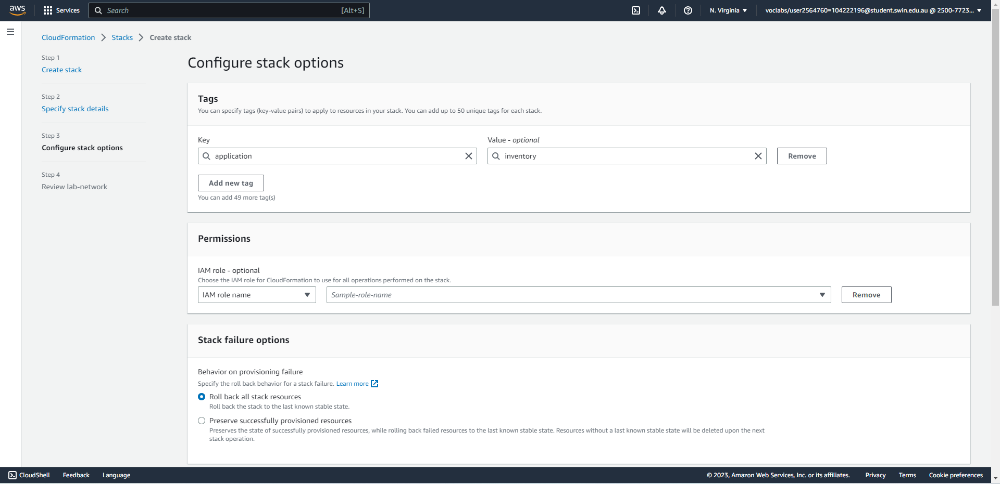 aws
Services
Search
[Alt+S]
N. Virginia
voclabs/user2564760=104222196@student.swin.edu.au @ 2500-7723...
CloudFormation
Stacks
Create stack
Step 1
Create stack
Step 2
Specify stack details
Step 3
Configure stack options
Step 4
Review lab-network
Configure stack options
Tags
You can specify tags (key-value pairs) to apply to resources in your stack. You can add up to 50 unique tags for each stack.
Key
Value - optional
application
inventory
Remove
Add new tag
You can add 49 more tag(s)
Permissions
IAM role - optional
Choose the IAM role for CloudFormation to use for all operations performed on the stack.
IAM role name
Sample-role-name
Remove
Stack failure options
Behavior on provisioning failure
Specify the roll back behavior for a stack failure. Learn more
Roll back all stack resources
Roll back the stack to the last known stable state.
Preserve successfully provisioned resources
Preserves the state of successfully provisioned resources, while rolling back failed resources to the last known stable state. Resources without a last known stable state will be deleted upon the next
stack operation.
CloudShell
Feedback
Language
© 2023, Amazon Web Services, Inc. or its affiliates.
Privacy
Terms
Cookie preferences